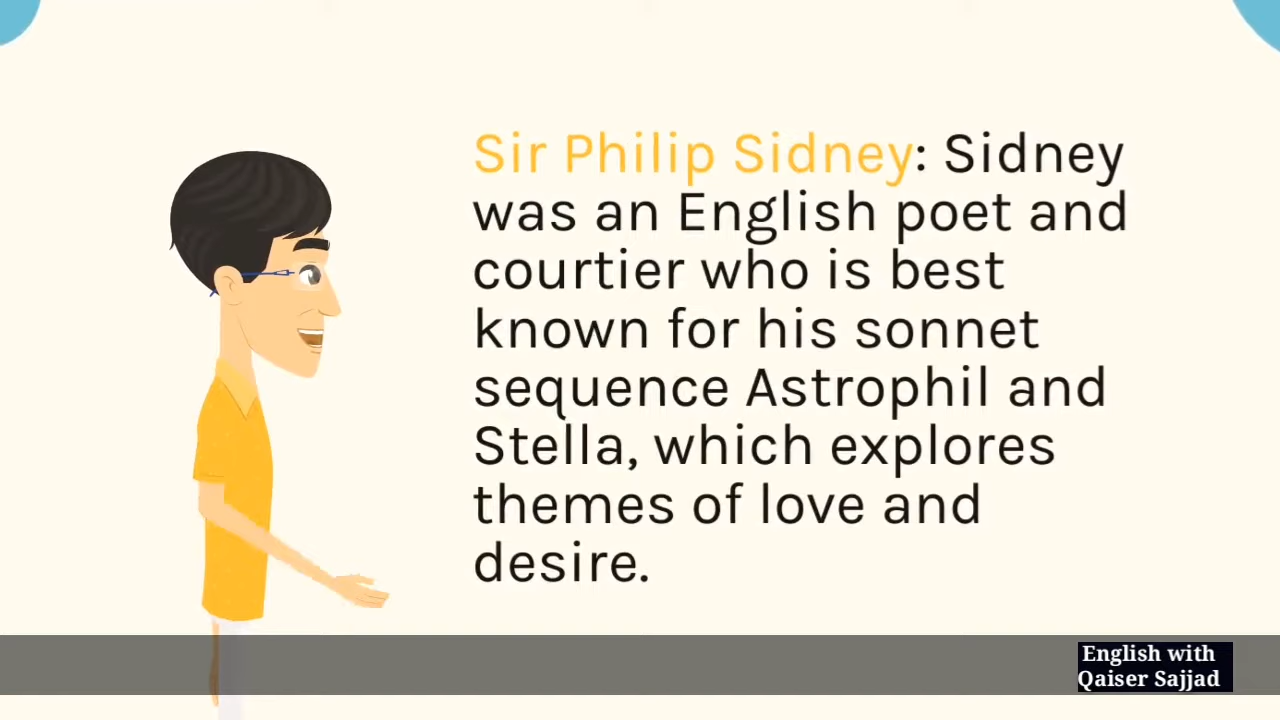 Sir Philip Sidney: Sidney
was an English poet and
courtier who is best
known for his sonnet
sequence Astrophil and
Stella, which explores
themes of love and
desire.
English with
Qaiser Sajjad